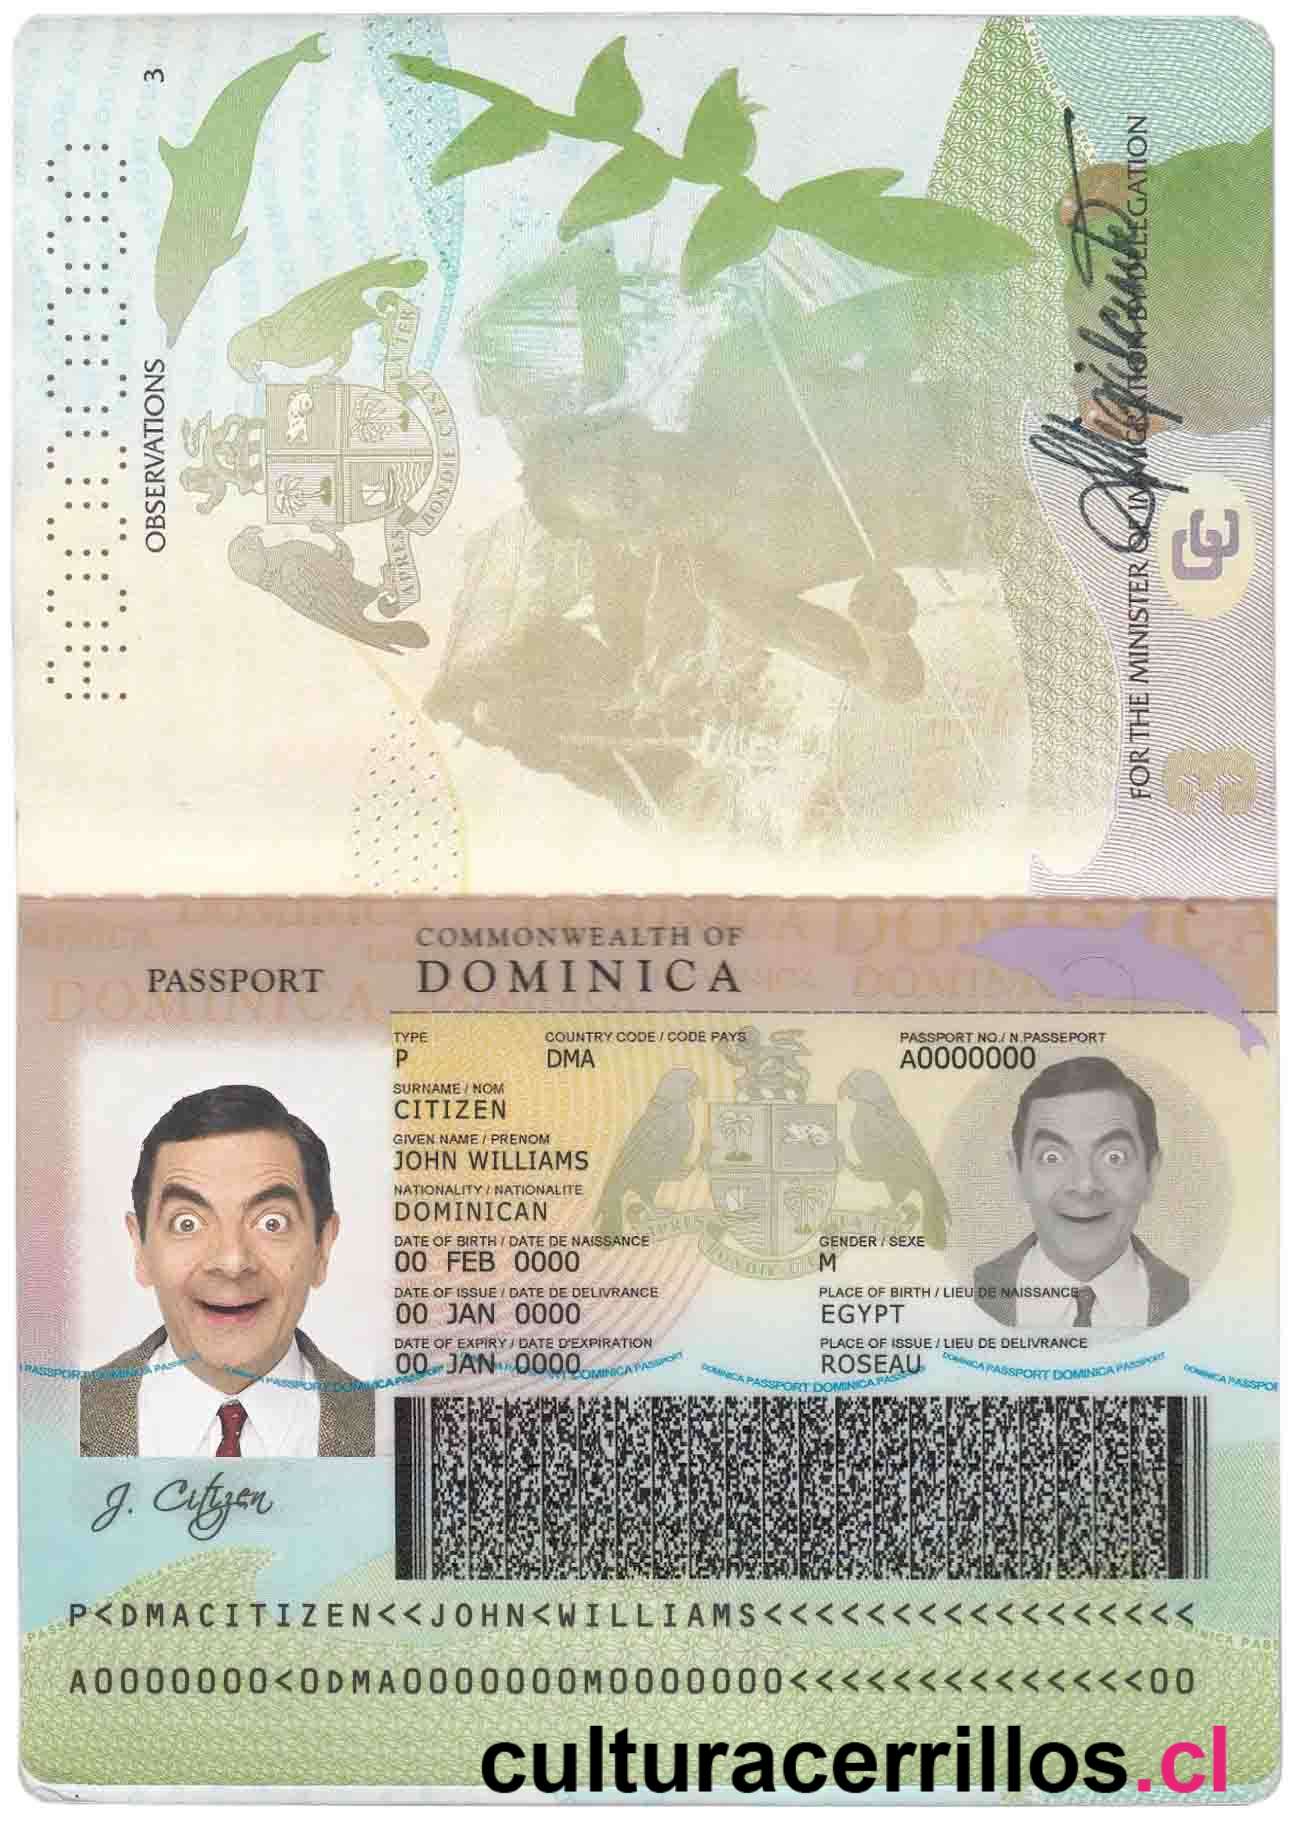 3
OBSERVATIONS
APRES BONDIE C'EST LA TER
FOR THE MINISTER OF IMMIGRATION BY DELEGATION
CC
3
PASSPORT
COMMONWEALTH OF
DOMINICA
TYPE COUNTRY CODE / CODE PAYS PASSPORT NO./ N.PASSEPORT
P DMA A0000000
SURNAME / NOM
CITIZEN
GIVEN NAME / PRENOM
JOHN WILLIAMS
NATIONALITY / NATIONALITE
DOMINICAN
DATE OF BIRTH / DATE DE NAISSANCE GENDER / SEXE
00 FEB 0000 M
DATE OF ISSUE / DATE DE DELIVRANCE PLACE OF BIRTH / LIEU DE NAISSANCE
00 JAN 0000 EGYPT
DATE OF EXPIRY / DATE D'EXPIRATION PLACE OF ISSUE / LIEU DE DELIVRANCE
00 JAN 0000 ROSEAU
DOMINICA PASSPORT DOMINICA PASSPORT
J. Citizen
P<DMACITIZEN<<JOHN<WILLIAMS<<<<<<<<<<<<<<<<<
A0000000<0DMA0000000M0000000<<<<<<<<<<<<<<00
culturacerrillos.cl